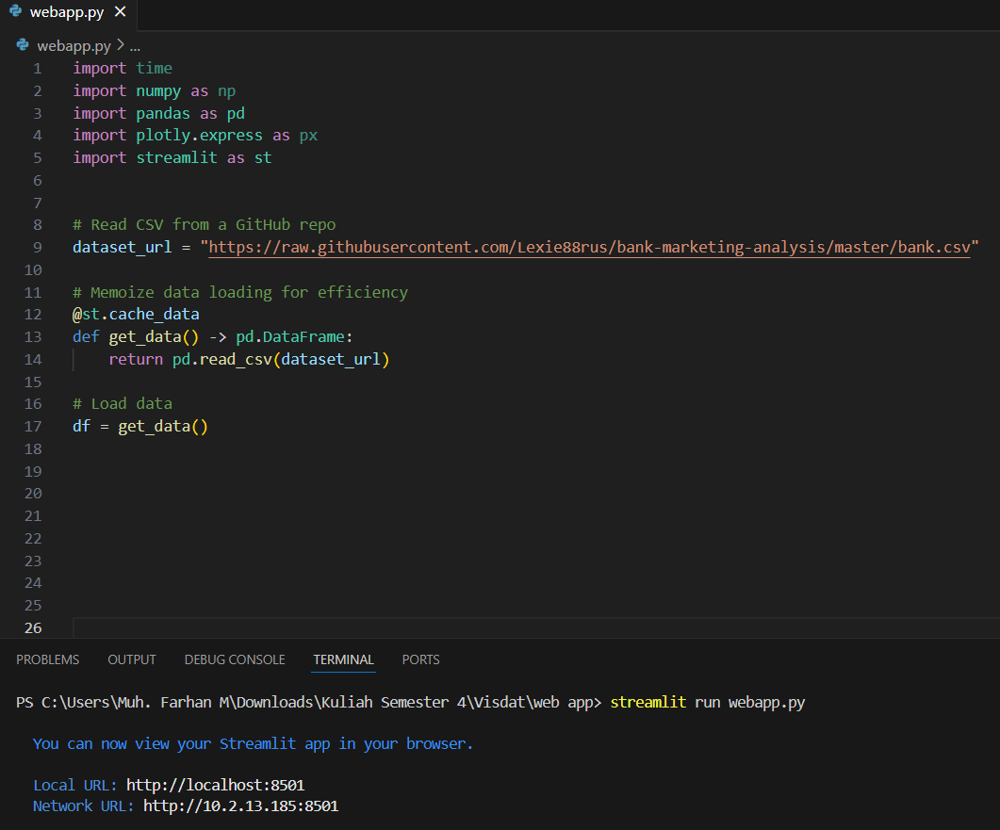 webapp.py
webapp.py > ...
1 import time
2 import numpy as np
3 import pandas as pd
4 import plotly.express as px
5 import streamlit as st
6
7
8 # Read CSV from a GitHub repo
9 dataset_url = "https://raw.githubusercontent.com/Lexie88rus/bank-marketing-analysis/master/bank.csv"
10
11 # Memoize data loading for efficiency
12 @st.cache_data
13 def get_data() -> pd.DataFrame:
14     return pd.read_csv(dataset_url)
15
16 # Load data
17 df = get_data()
18
19
20
21
22
23
24
25
26
PROBLEMS OUTPUT DEBUG CONSOLE TERMINAL PORTS
PS C:\Users\Muh. Farhan M\Downloads\Kuliah Semester 4\Visdat\web app> streamlit run webapp.py
You can now view your Streamlit app in your browser.
Local URL: http://localhost:8501
Network URL: http://10.2.13.185:8501